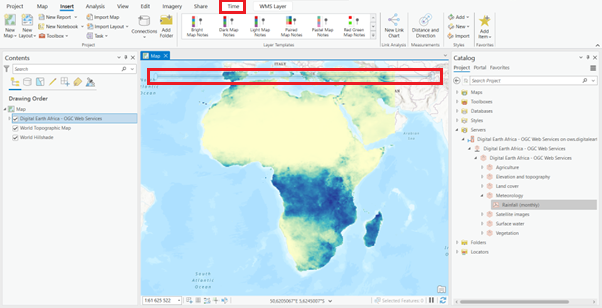 Project Map Insert Analysis View Edit Imagery Share Time WMS Layer
New Map New Layout New Report New Notebook Toolbox Import Map Import Layout Task Connections Add Folder
Bright Map Notes Dark Map Notes Light Map Notes Paired Map Notes Pastel Map Notes Red Green Map Notes
New Link Chart Distance and Direction New Import Add Add Item
Project Layer Templates Link Analysis Measurements Styles Favorites
Contents
Search
Drawing Order
Map
Digital Earth Africa - OGC Web Services
World Topographic Map
World Hillshade
Map
FRANCE
South Atlantic Ocean
1:61 625 522
50,6205067°E 5,6245007°S
Selected Features: 0
Catalog
Project Portal Favorites
Search Project
Maps
Toolboxes
Databases
Styles
Servers
Digital Earth Africa - OGC Web Services on ows.digitalearn
Digital Earth Africa - OGC Web Services
Digital Earth Africa - OGC Web Services
Agriculture
Elevation and topography
Land cover
Meteorology
Rainfall (monthly)
Satellite images
Surface water
Vegetation
Folders
Locators